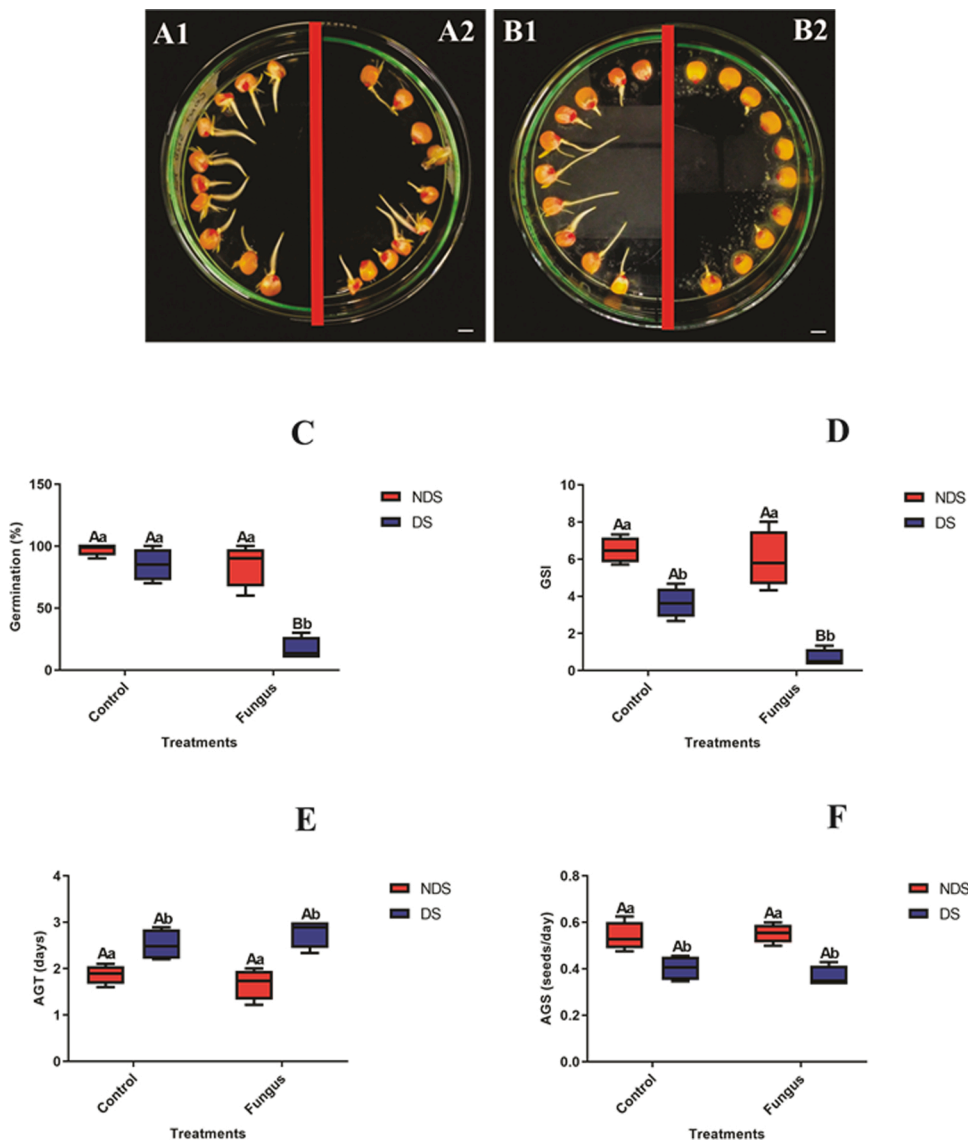 A1 A2 B1 B2
C
150
100
50
0
Germination (%)
Aa Aa Aa Bb
Control Fungus
Treatments
NDS
DS
D
10
8
6
4
2
0
GSI
Aa Ab Aa Bb
Control Fungus
Treatments
NDS
DS
E
4
3
2
1
0
AGT (days)
Aa Ab Aa Ab
Control Fungus
Treatments
NDS
DS
F
0.8
0.6
0.4
0.2
0.0
AGS (seeds/day)
Aa Ab Aa Ab
Control Fungus
Treatments
NDS
DS